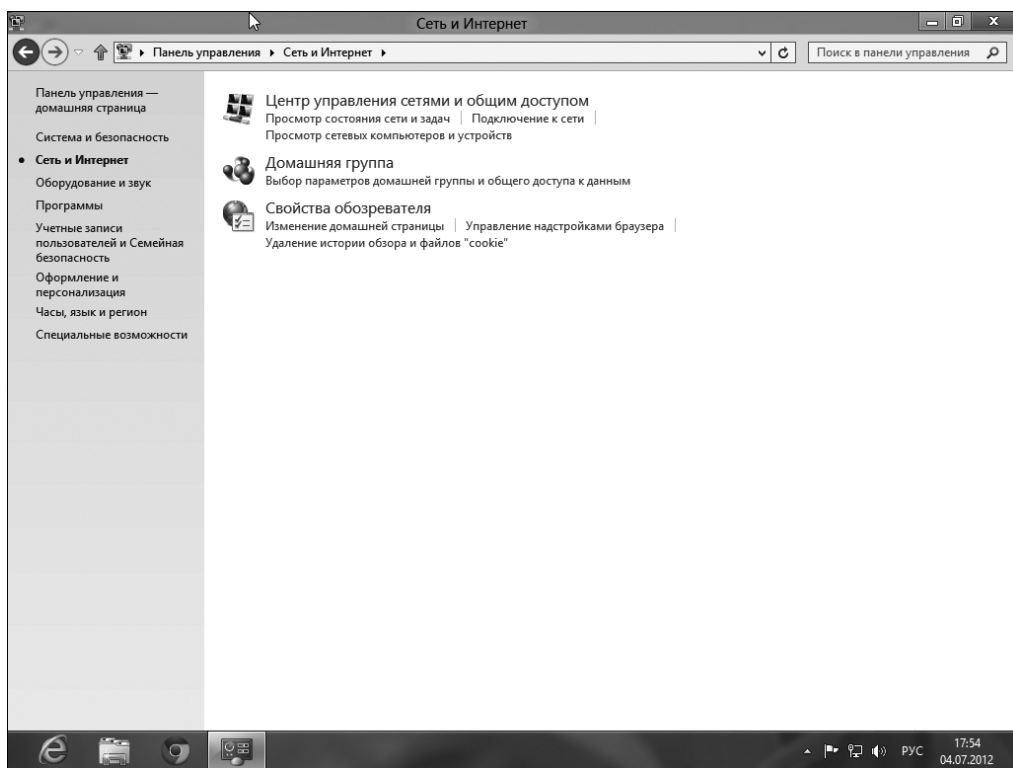 Сеть и Интернет
Панель управления Сеть и Интернет
Поиск в панели управления
Панель управления —
домашняя страница
Система и безопасность
Сеть и Интернет
Оборудование и звук
Программы
Учетные записи
пользователей и Семейная
безопасность
Оформление и
персонализация
Часы, язык и регион
Специальные возможности
Центр управления сетями и общим доступом
Просмотр состояния сети и задач Подключение к сети
Просмотр сетевых компьютеров и устройств
Домашняя группа
Выбор параметров домашней группы и общего доступа к данным
Свойства обозревателя
Изменение домашней страницы Управление надстройками браузера
Удаление истории обзора и файлов "cookie"
РУС
17:54
04.07.2012